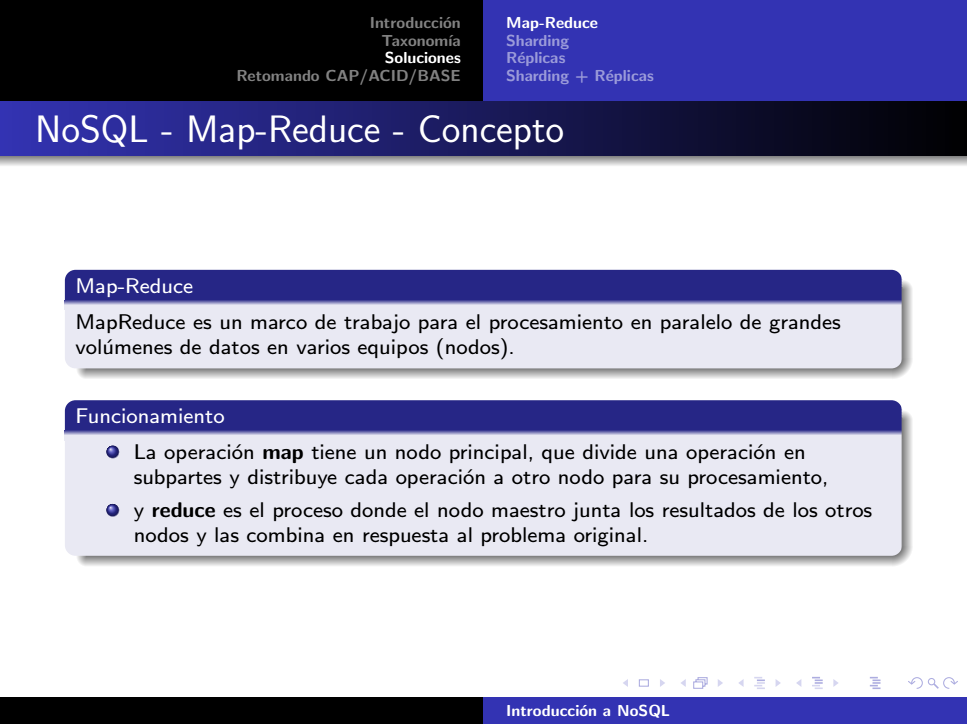 Introducción
Taxonomía
Soluciones
Retomando CAP/ACID/BASE
Map-Reduce
Sharding
Réplicas
Sharding + Réplicas
NoSQL - Map-Reduce - Concepto
Map-Reduce
MapReduce es un marco de trabajo para el procesamiento en paralelo de grandes
volúmenes de datos en varios equipos (nodos).
Funcionamiento
La operación map tiene un nodo principal, que divide una operación en
subpartes y distribuye cada operación a otro nodo para su procesamiento,
y reduce es el proceso donde el nodo maestro junta los resultados de los otros
nodos y las combina en respuesta al problema original.
Introducción a NoSQL